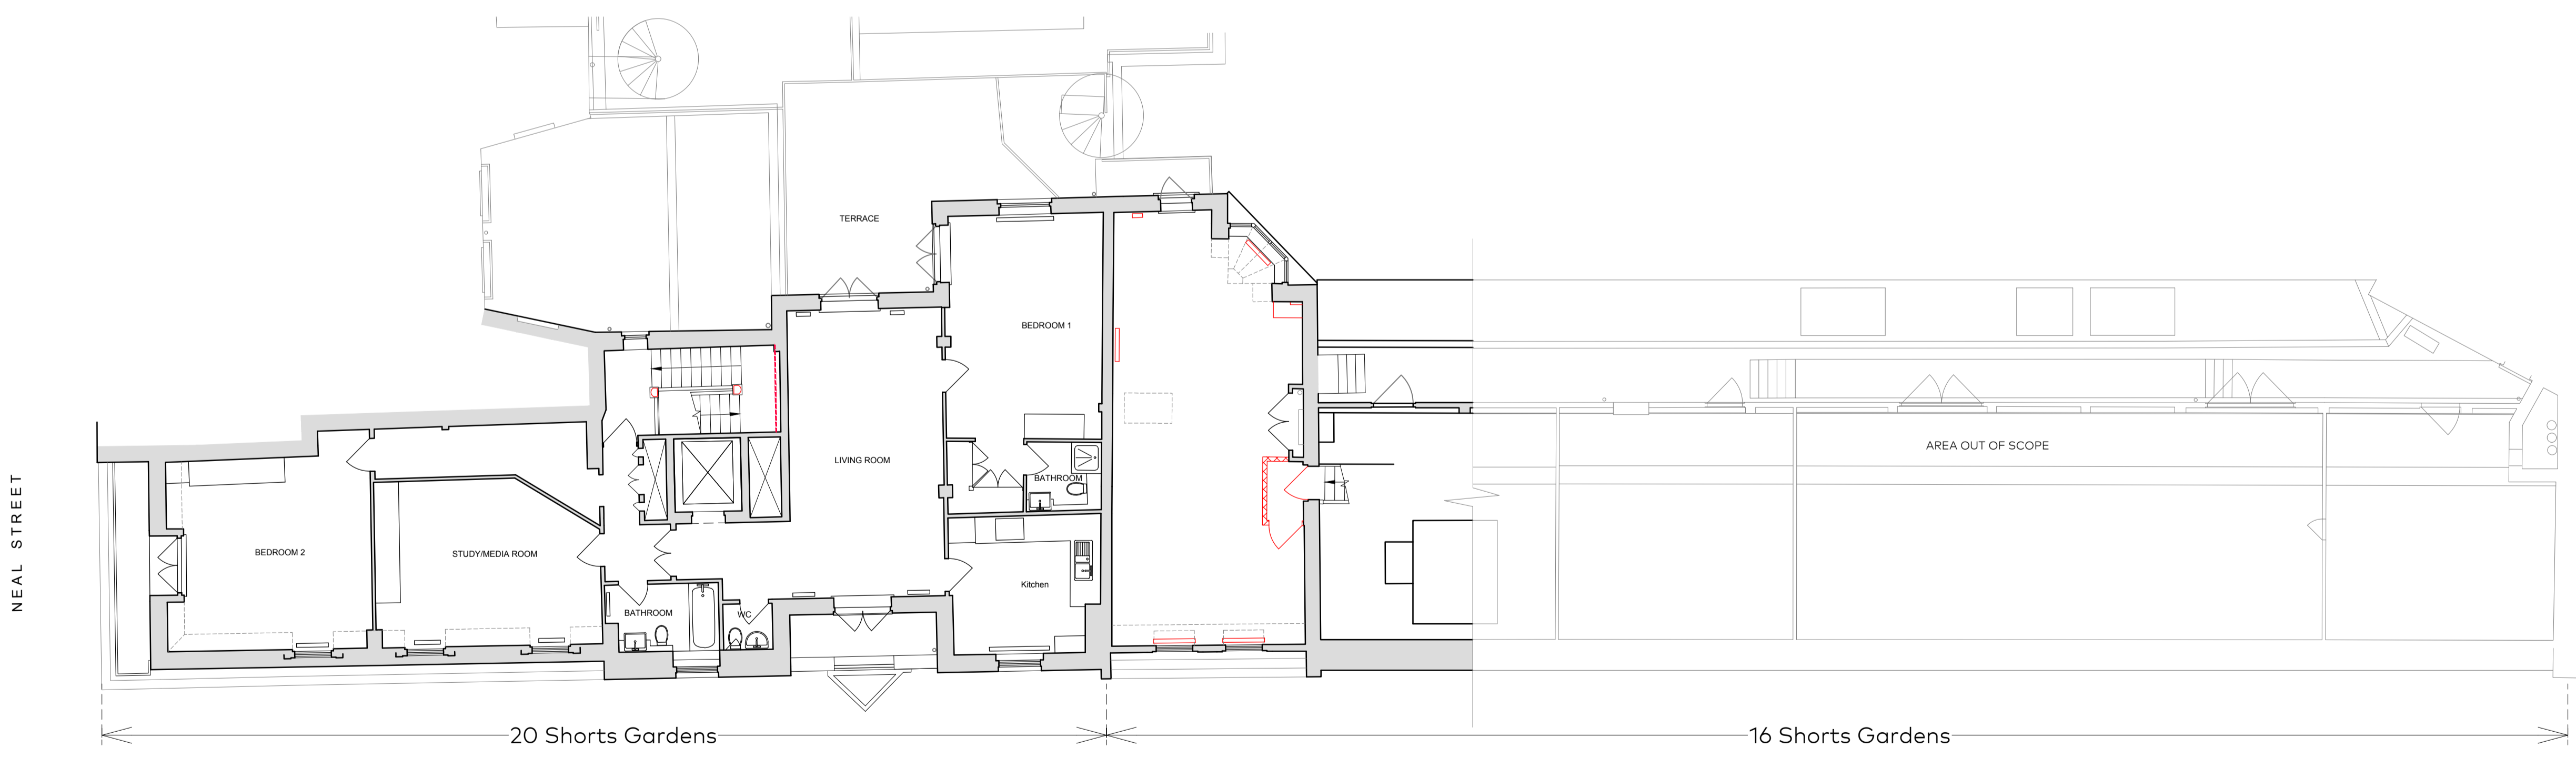 TERRACE
BEDROOM 1
AREA OUT OF SCOPE
LIVING ROOM
BATHROOM
NEAL STREET
BEDROOM 2
STUDY/MEDIA ROOM
Kitchen
BATHROOM
WC
20 Shorts Gardens
16 Shorts Gardens